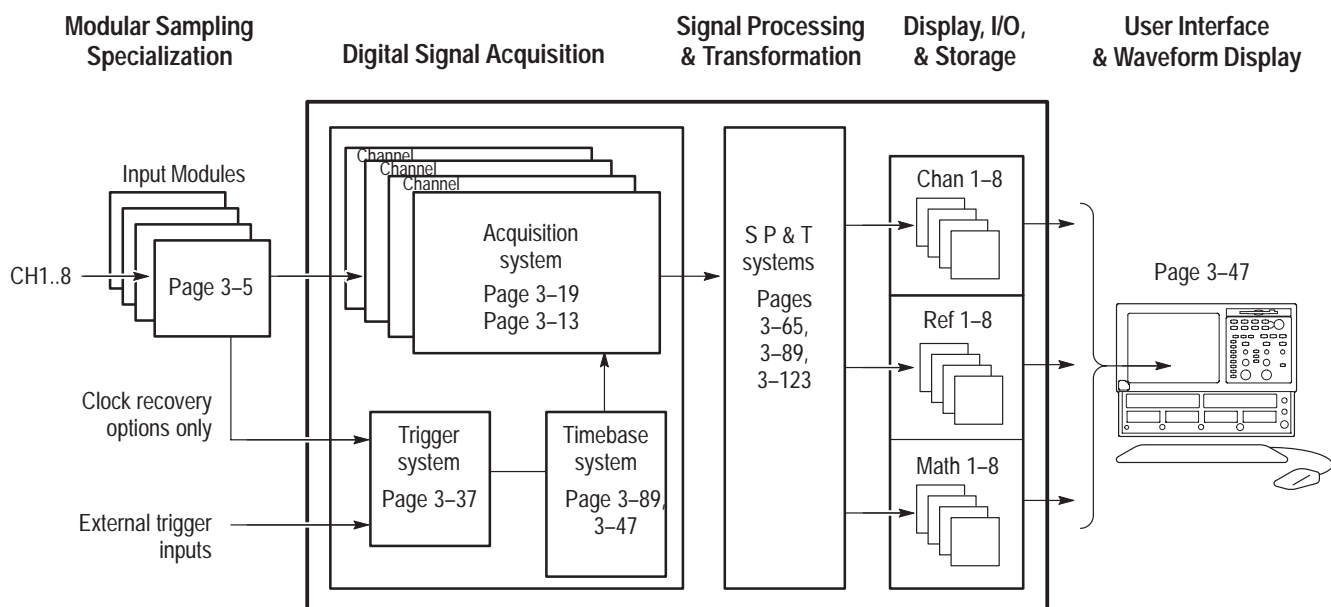 Modular Sampling
Specialization
Digital Signal Acquisition
Signal Processing
& Transformation
Display, I/O,
& Storage
User Interface
& Waveform Display
Input Modules
CH1..8
Page 3–5
Channel
Channel
Channel
Acquisition
system
Page 3–19
Page 3–13
Clock recovery
options only
External trigger
inputs
Trigger
system
Page 3–37
Timebase
system
Page 3–89,
3–47
S P & T
systems
Pages
3–65,
3–89,
3–123
Chan 1–8
Ref 1–8
Math 1–8
Page 3–47